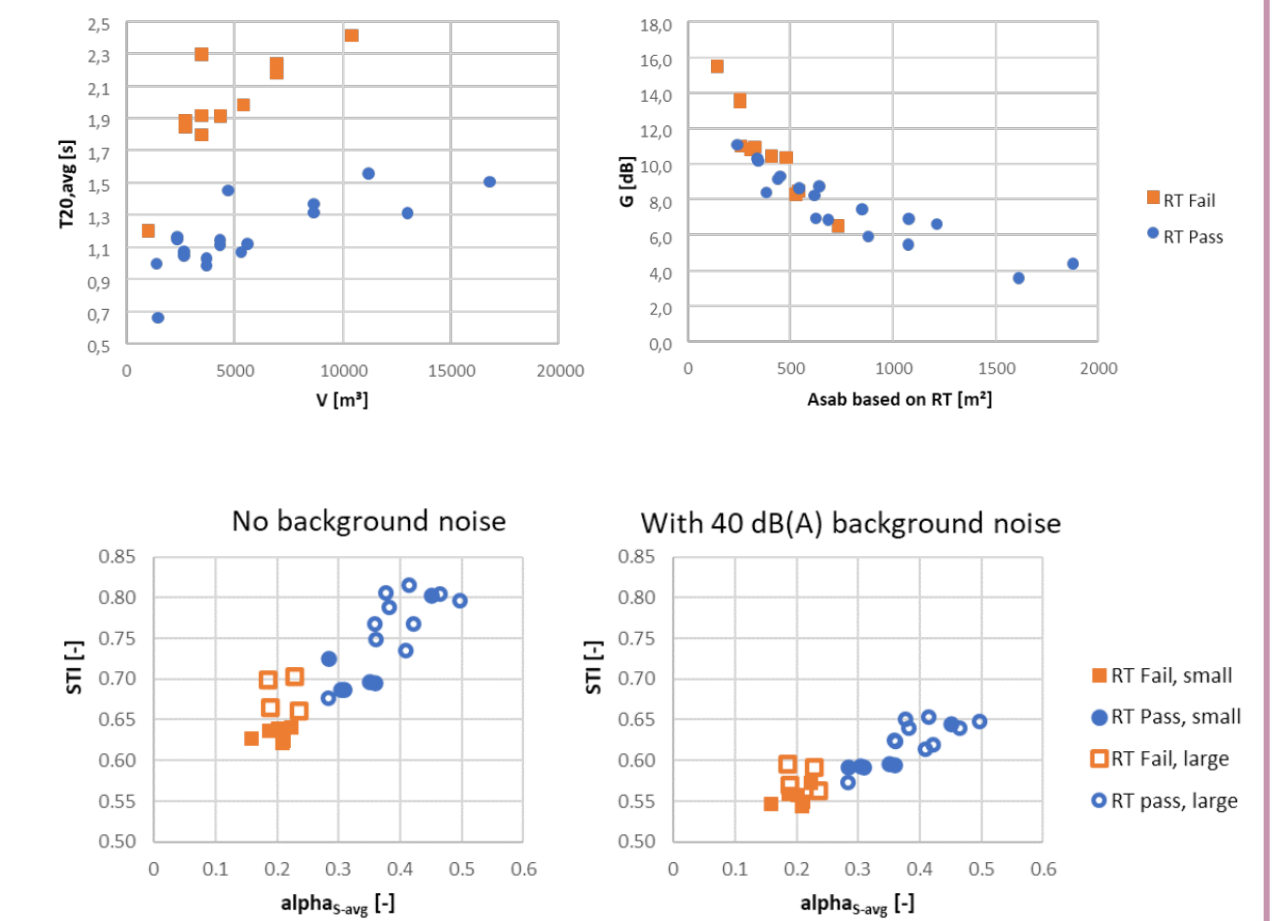 2,5
2,3
2,1
1,9
1,7
1,5
1,3
1,1
0,9
0,7
0,5
T20,avg [s]
0 5000 10000 15000 20000
V [m³]
18,0
16,0
14,0
12,0
10,0
8,0
6,0
4,0
2,0
0,0
G [dB]
0 500 1000 1500 2000
Asab based on RT [m²]
RT Fail
RT Pass
No background noise
0.85
0.80
0.75
0.70
0.65
0.60
0.55
0.50
STI [-]
0 0.1 0.2 0.3 0.4 0.5 0.6
alphaS-avg [-]
With 40 dB(A) background noise
0.85
0.80
0.75
0.70
0.65
0.60
0.55
0.50
STI [-]
0 0.1 0.2 0.3 0.4 0.5 0.6
alphaS-avg [-]
RT Fail, small
RT Pass, small
RT Fail, large
RT pass, large